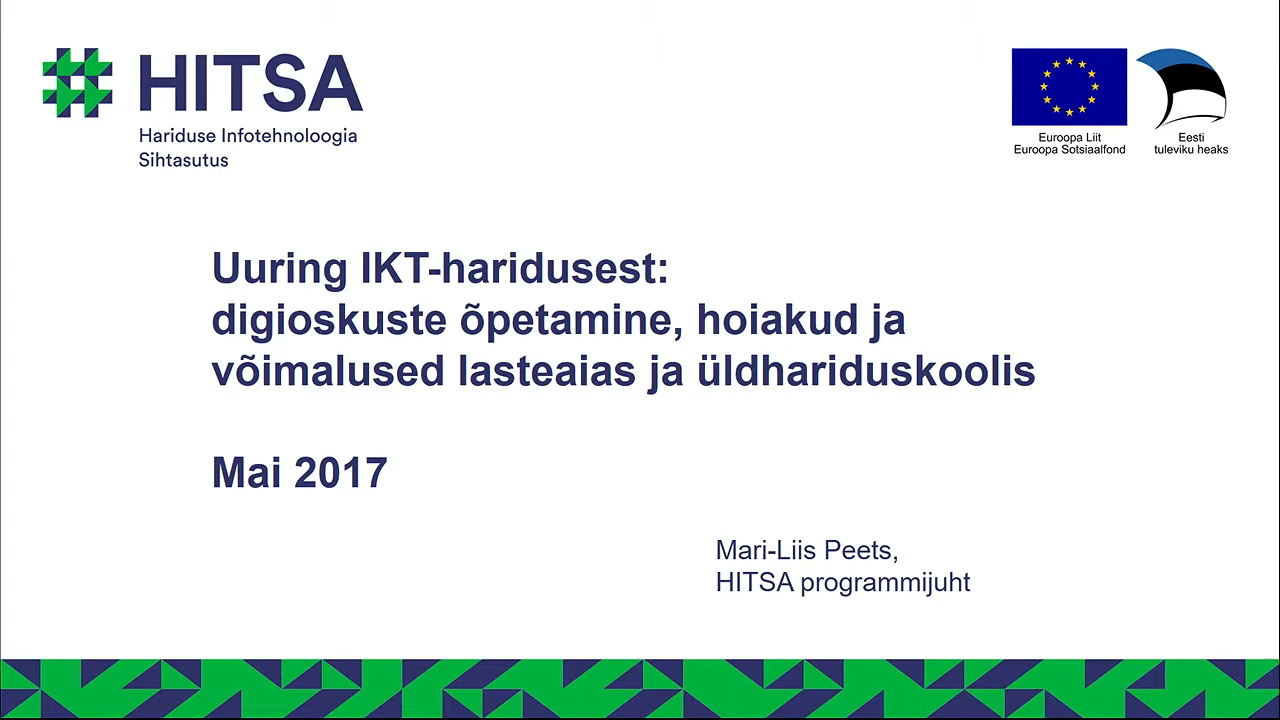 HITSA
Hariduse Infotehnoloogia
Sihtasutus
Euroopa Liit
Euroopa Sotsiaalfond
Eesti
tuleviku heaks
Uuring IKT-haridusest:
digioskuste õpetamine, hoiakud ja
võimalused lasteaias ja üldhariduskoolis
Mai 2017
Mari-Liis Peets,
HITSA programmijuht